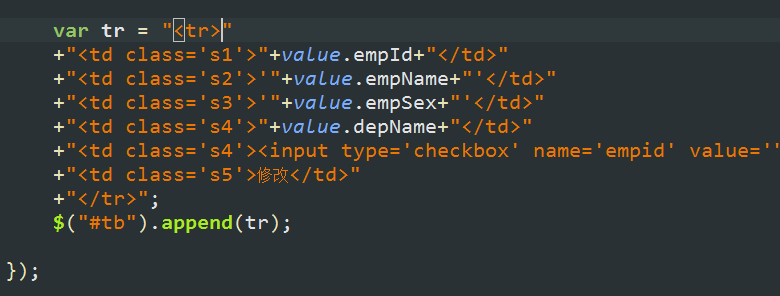 var tr = "<tr>"
+"<td class='s1'>"+value.empId+"</td>"
+"<td class='s2'>'"+value.empName+"'</td>"
+"<td class='s3'>'"+value.empSex+"'</td>"
+"<td class='s4'>"+value.depName+"</td>"
+"<td class='s4'><input type='checkbox' name='empid' value=''
+"<td class='s5'>修改</td>"
+"</tr>";
$("#tb").append(tr);
});